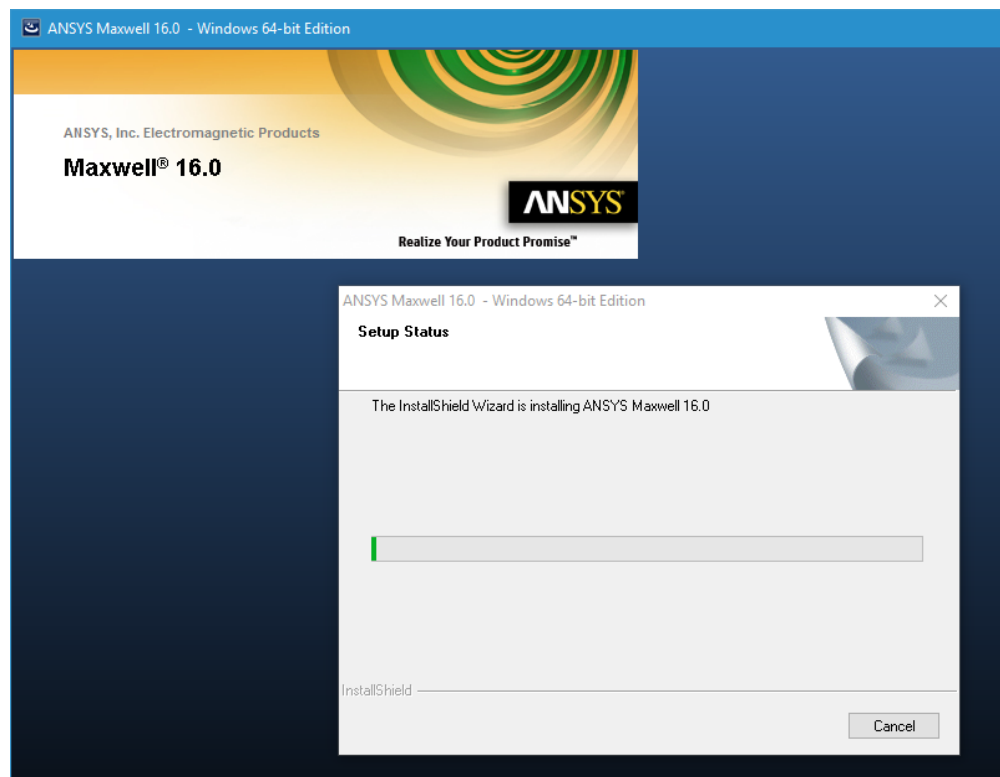 ANSYS Maxwell 16.0 - Windows 64-bit Edition
ANSYS, Inc. Electromagnetic Products
Maxwell® 16.0
ANSYS®
Realize Your Product Promise™
ANSYS Maxwell 16.0 - Windows 64-bit Edition
Setup Status
The InstallShield Wizard is installing ANSYS Maxwell 16.0
InstallShield
Cancel